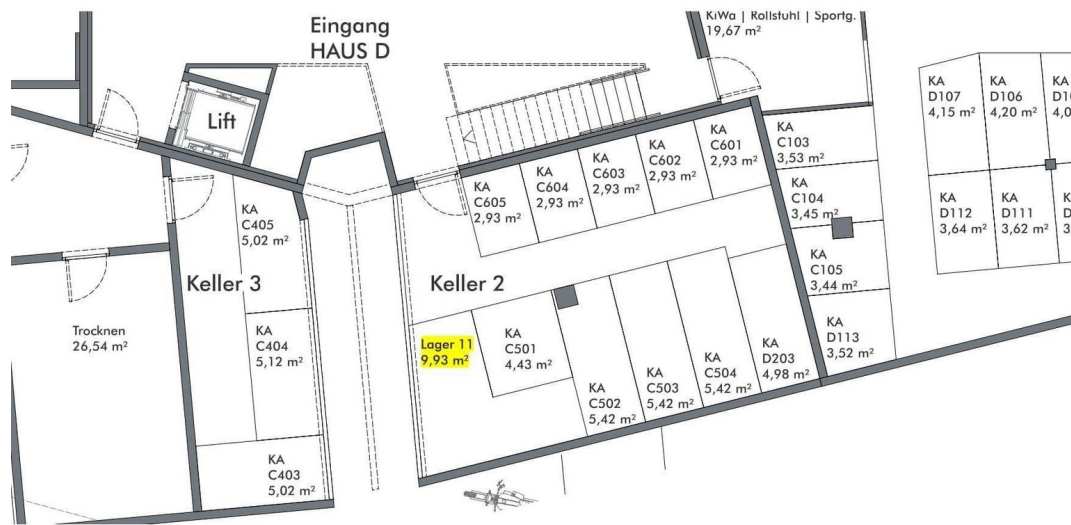 Eingang
HAUS D
KiWa | Rollstuhl | Sportg.
19,67 m²
Lift
KA
D107
4,15 m²
KA
D106
4,20 m²
KA
KA
C601
2,93 m²
KA
C602
2,93 m²
KA
C603
2,93 m²
KA
C604
2,93 m²
KA
C605
2,93 m²
KA
C103
3,53 m²
KA
C104
3,45 m²
KA
C105
3,44 m²
KA
D113
3,52 m²
KA
D112
3,64 m²
KA
D111
3,62 m²
KA
C405
5,02 m²
Keller 3
Keller 2
Trocknen
26,54 m²
KA
C404
5,12 m²
KA
C403
5,02 m²
Lager 11
9,93 m²
KA
C501
4,43 m²
KA
C502
5,42 m²
KA
C503
5,42 m²
KA
C504
5,42 m²
KA
D203
4,98 m²